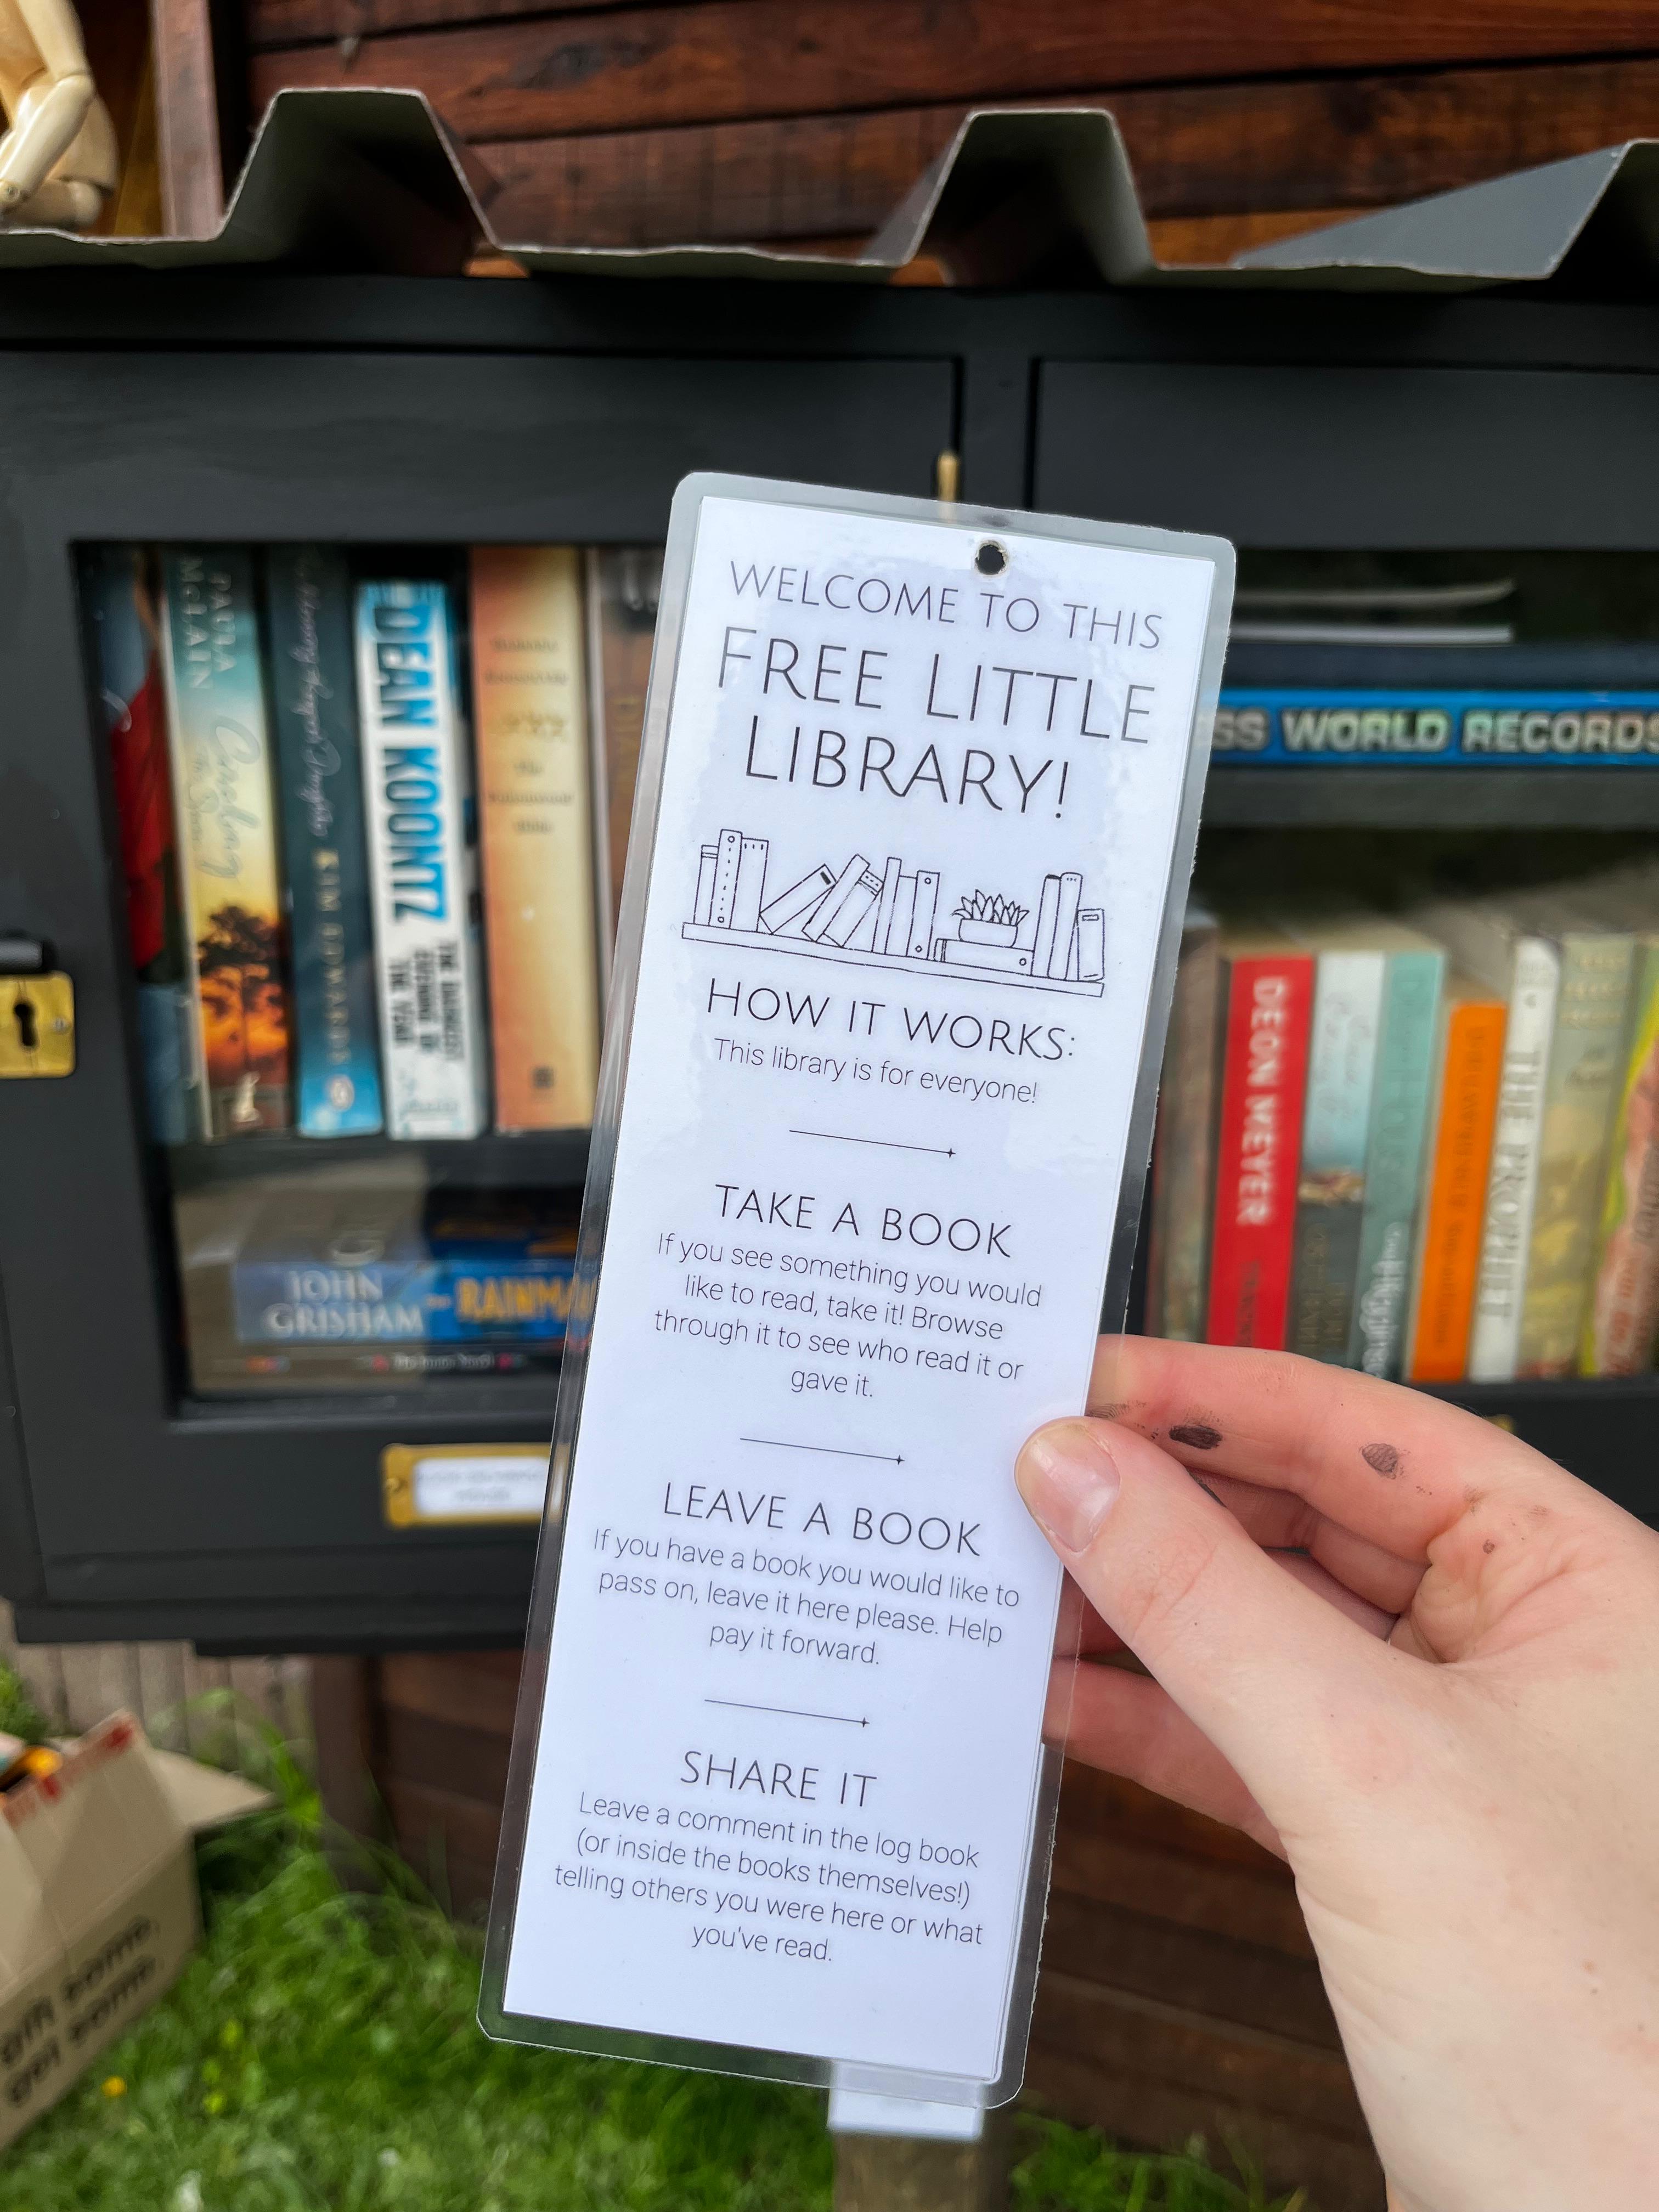 WELCOME TO THIS
FREE LITTLE
LIBRARY!
HOW IT WORKS:
This library is for everyone!
TAKE A BOOK
If you see something you would
like to read, take it! Browse
through it to see who read it or
gave it.
LEAVE A BOOK
If you have a book you would like to
pass on, leave it here please. Help
pay it forward.
SHARE IT
Leave a comment in the log book
(or inside the books themselves!)
telling others you were here or what
you've read.
PAULA
McLAIN
Circling
the Sun
KIM EDWARDS
DEAN KOONTZ
THE DARKEST
EVENING OF
THE YEAR
JOHN
GRISHAM
SS WORLD RECORDS
DEON MEYER
THE PROPHET